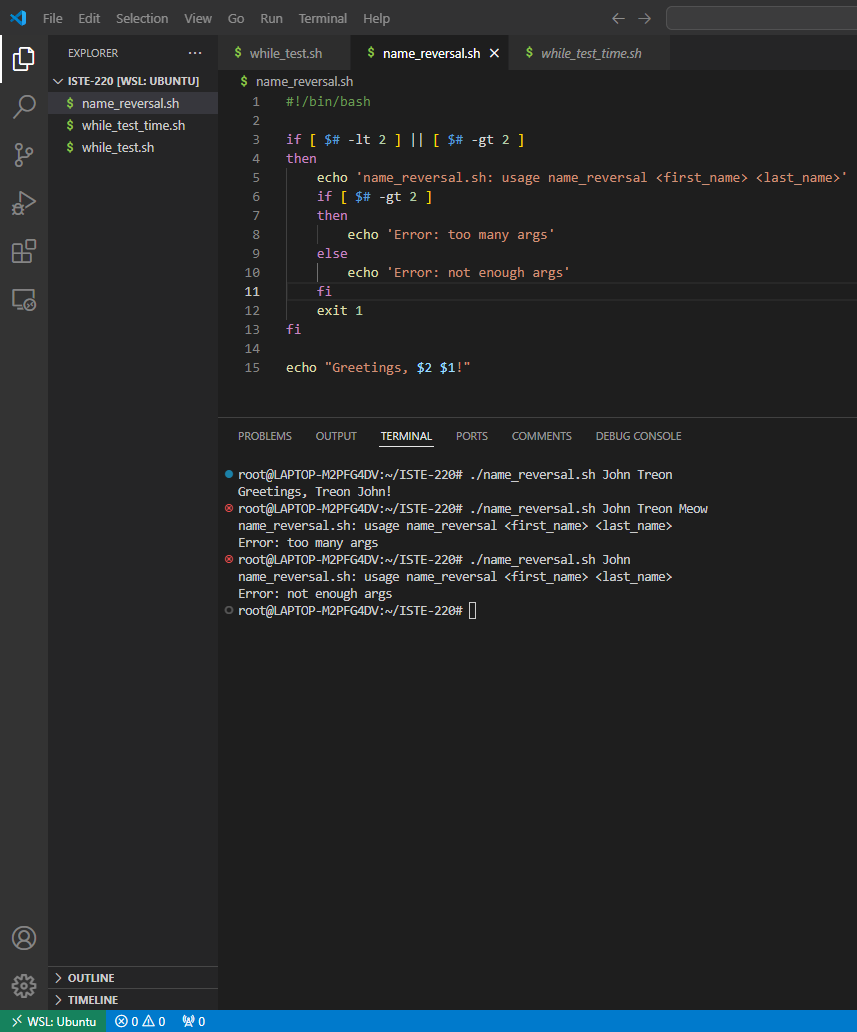 File Edit Selection View Go Run Terminal Help
EXPLORER
ISTE-220 [WSL: UBUNTU]
$ name_reversal.sh
$ while_test_time.sh
$ while_test.sh
$ while_test.sh $ name_reversal.sh $ while_test_time.sh
$ name_reversal.sh
1 #!/bin/bash
2
3 if [ $# -lt 2 ] || [ $# -gt 2 ]
4 then
5 echo 'name_reversal.sh: usage name_reversal <first_name> <last_name>'
6 if [ $# -gt 2 ]
7 then
8 echo 'Error: too many args'
9 else
10 echo 'Error: not enough args'
11 fi
12 exit 1
13 fi
14
15 echo "Greetings, $2 $1!"
PROBLEMS OUTPUT TERMINAL PORTS COMMENTS DEBUG CONSOLE
root@LAPTOP-M2PFG4DV:~/ISTE-220# ./name_reversal.sh John Treon
Greetings, Treon John!
root@LAPTOP-M2PFG4DV:~/ISTE-220# ./name_reversal.sh John Treon Meow
name_reversal.sh: usage name_reversal <first_name> <last_name>
Error: too many args
root@LAPTOP-M2PFG4DV:~/ISTE-220# ./name_reversal.sh John
name_reversal.sh: usage name_reversal <first_name> <last_name>
Error: not enough args
root@LAPTOP-M2PFG4DV:~/ISTE-220#
OUTLINE
TIMELINE
WSL: Ubuntu 0 0 0